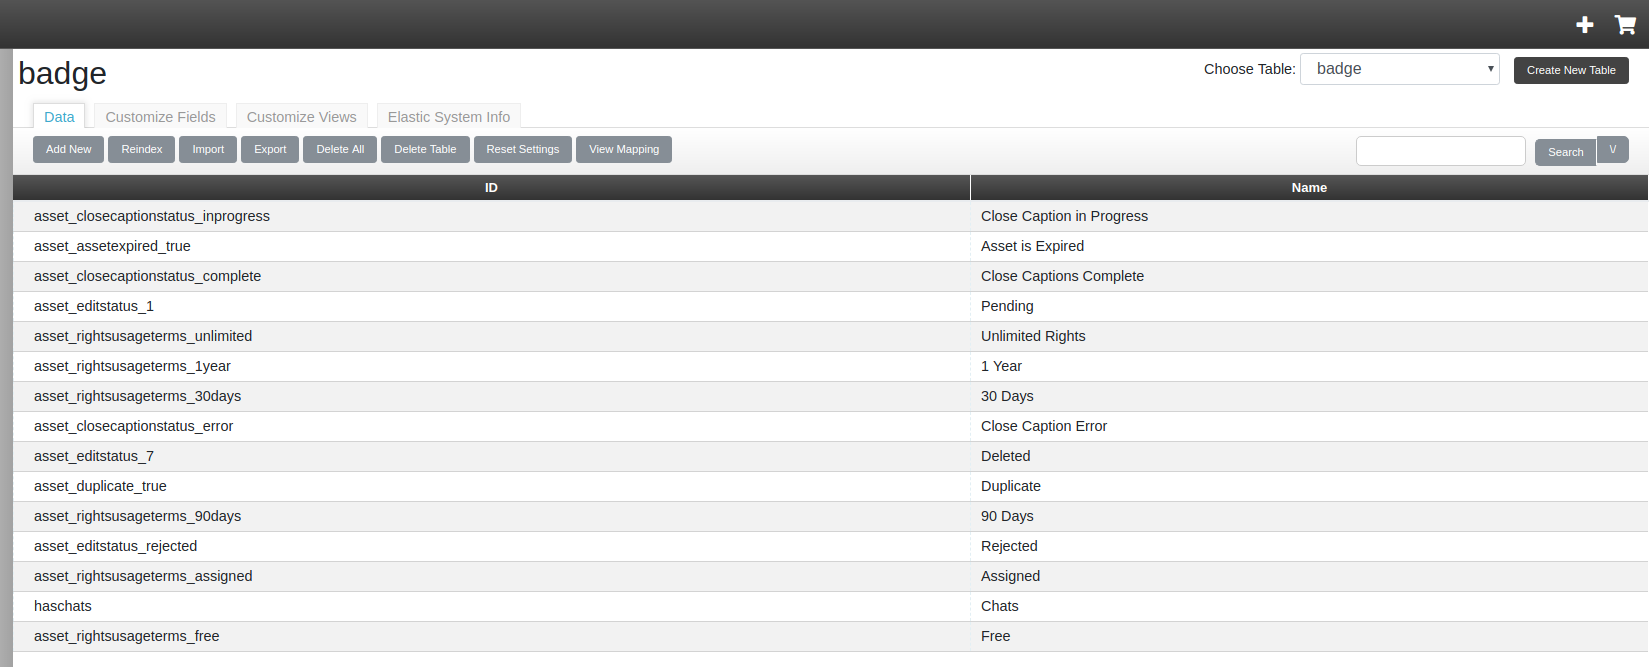 badge
Choose Table: badge Create New Table
Data Customize Fields Customize Views Elastic System Info
Add New Reindex Import Export Delete All Delete Table Reset Settings View Mapping Search \/
ID Name
asset_closecaptionstatus_inprogress Close Caption in Progress
asset_assetexpired_true Asset is Expired
asset_closecaptionstatus_complete Close Captions Complete
asset_editstatus_1 Pending
asset_rightsusageterms_unlimited Unlimited Rights
asset_rightsusageterms_1year 1 Year
asset_rightsusageterms_30days 30 Days
asset_closecaptionstatus_error Close Caption Error
asset_editstatus_7 Deleted
asset_duplicate_true Duplicate
asset_rightsusageterms_90days 90 Days
asset_editstatus_rejected Rejected
asset_rightsusageterms_assigned Assigned
haschats Chats
asset_rightsusageterms_free Free